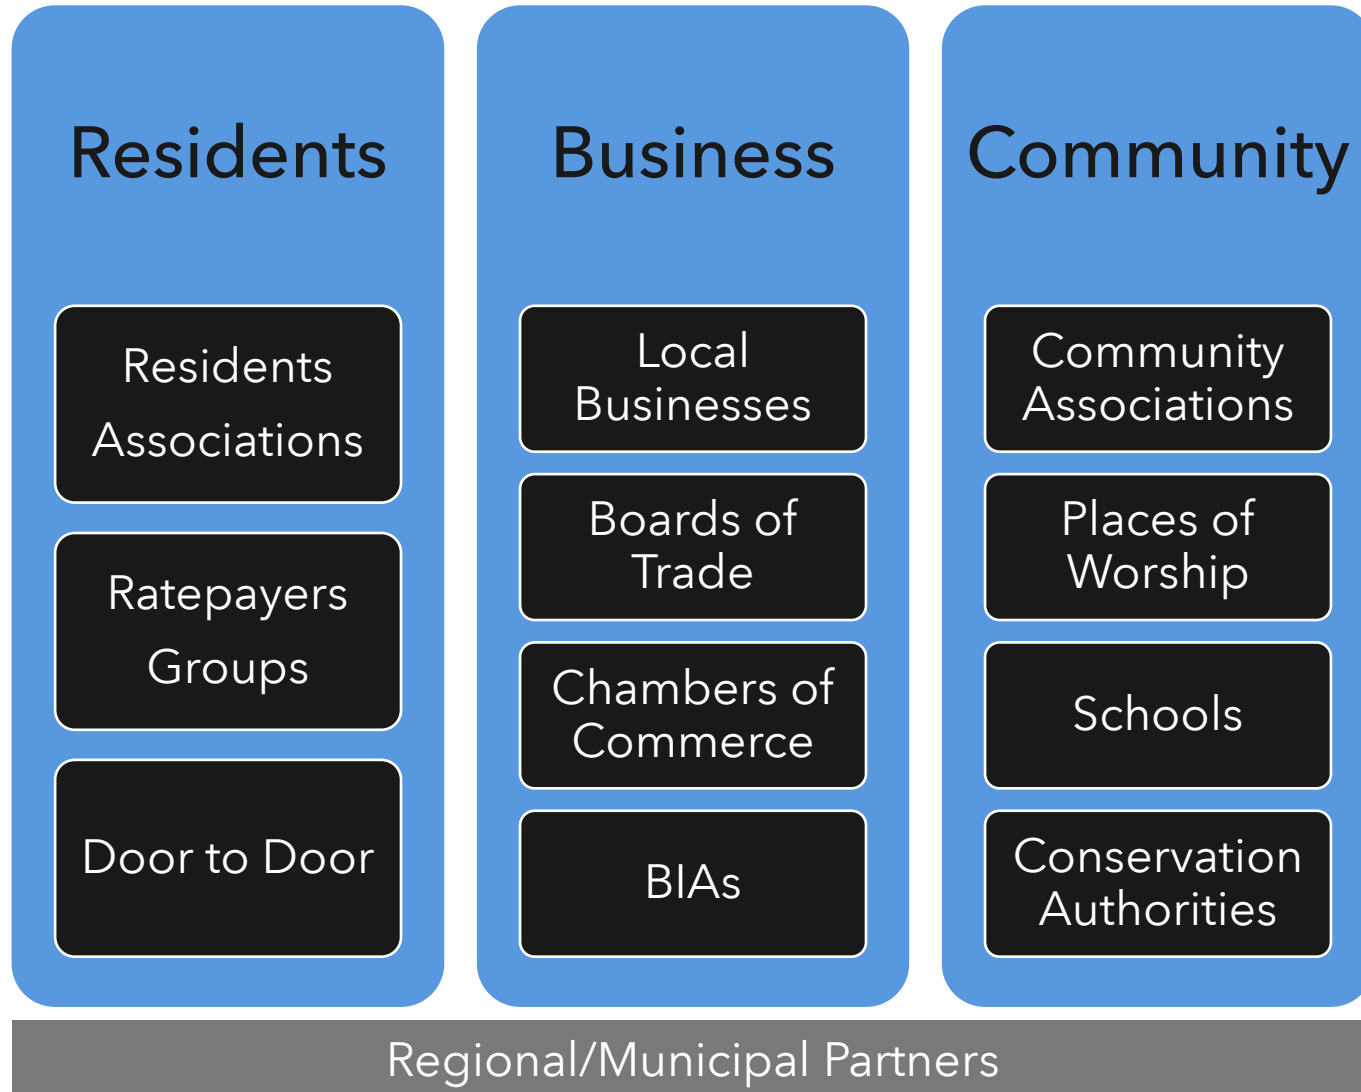 Residents
Residents
Associations
Ratepayers
Groups
Door to Door
Business
Local
Businesses
Boards of
Trade
Chambers of
Commerce
BIAs
Community
Community
Associations
Places of
Worship
Schools
Conservation
Authorities
Regional/Municipal Partners